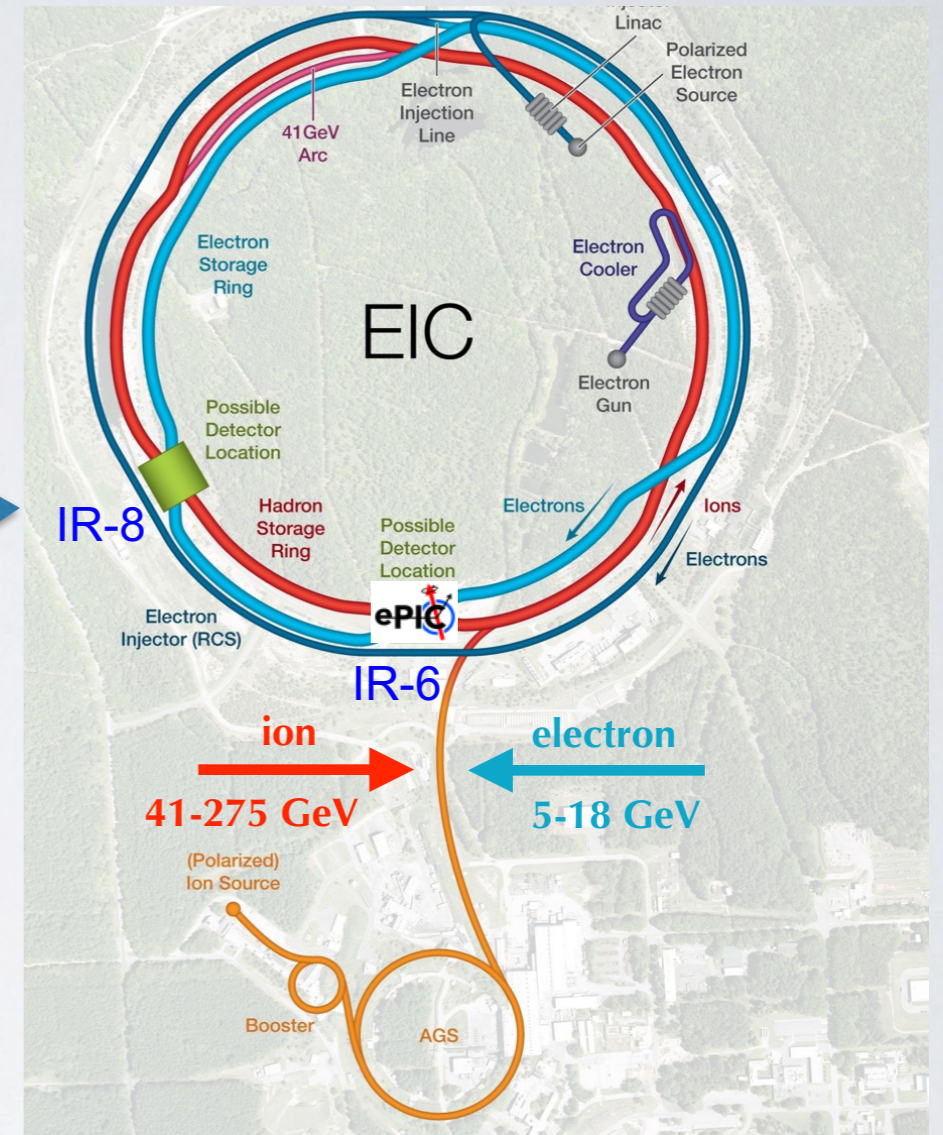 Linac
Polarized
Electron
Source
Electron
Injection
Line
41GeV
Arc
Electron
Storage
Ring
Electron
Cooler
EIC
Electron
Gun
Possible
Detector
Location
IR-8
Hadron
Storage
Ring
Possible
Detector
Location
Electrons
Ions
Electrons
ePIC
Electron
Injector (RCS)
IR-6
ion
electron
41-275 GeV
5-18 GeV
(Polarized)
Ion Source
Booster
AGS